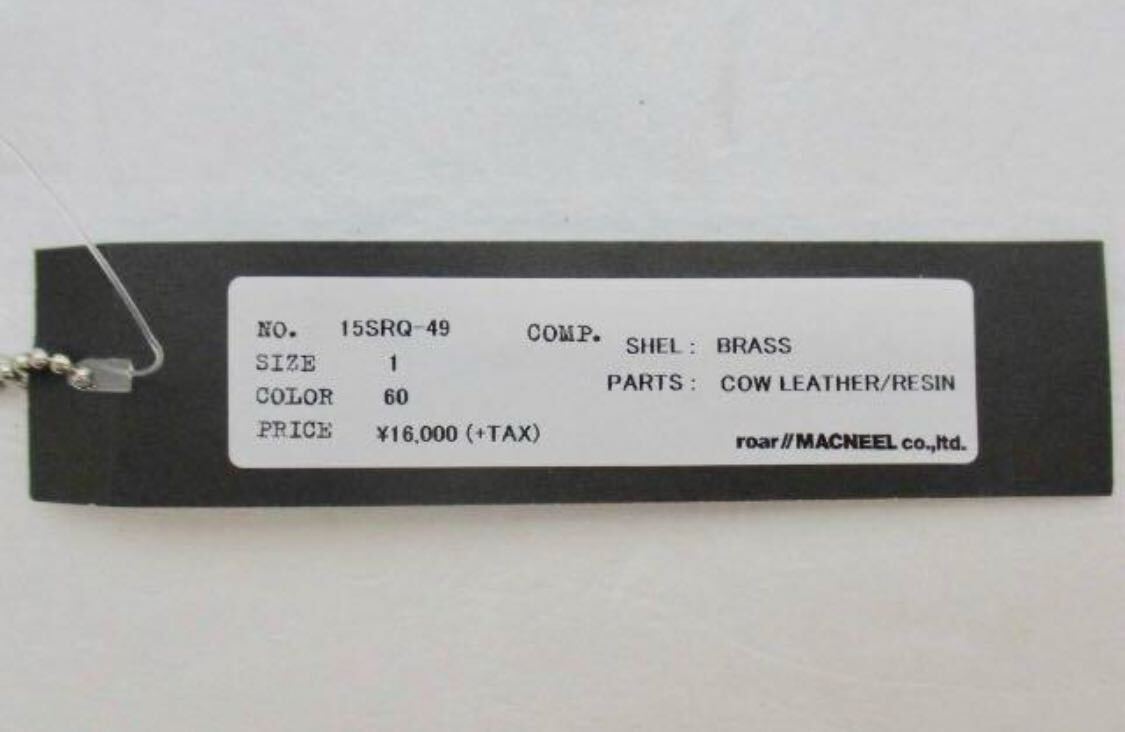 NO. 15SRQ-49
SIZE 1
COLOR 60
PRICE ¥16,000 (+TAX)
COMP. SHEL : BRASS
PARTS : COW LEATHER/RESIN
roar//MACNEEL co.,ltd.